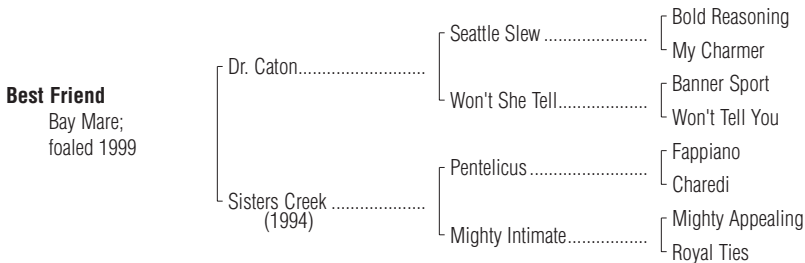 Bold Reasoning
Seattle Slew ......................
My Charmer
Dr. Caton...........................
Banner Sport
Won't She Tell...................
Won't Tell You
Best Friend
Bay Mare;
foaled 1999
Fappiano
Pentelicus .........................
Charedi
Sisters Creek ....................
(1994)
Mighty Appealing
Mighty Intimate.................
Royal Ties